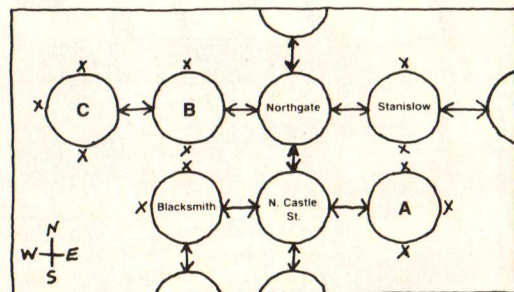 X X X
X C B Northgate Stanislow
X X X X X
X Blacksmith N. Castle
St. A X
N
W E
S X